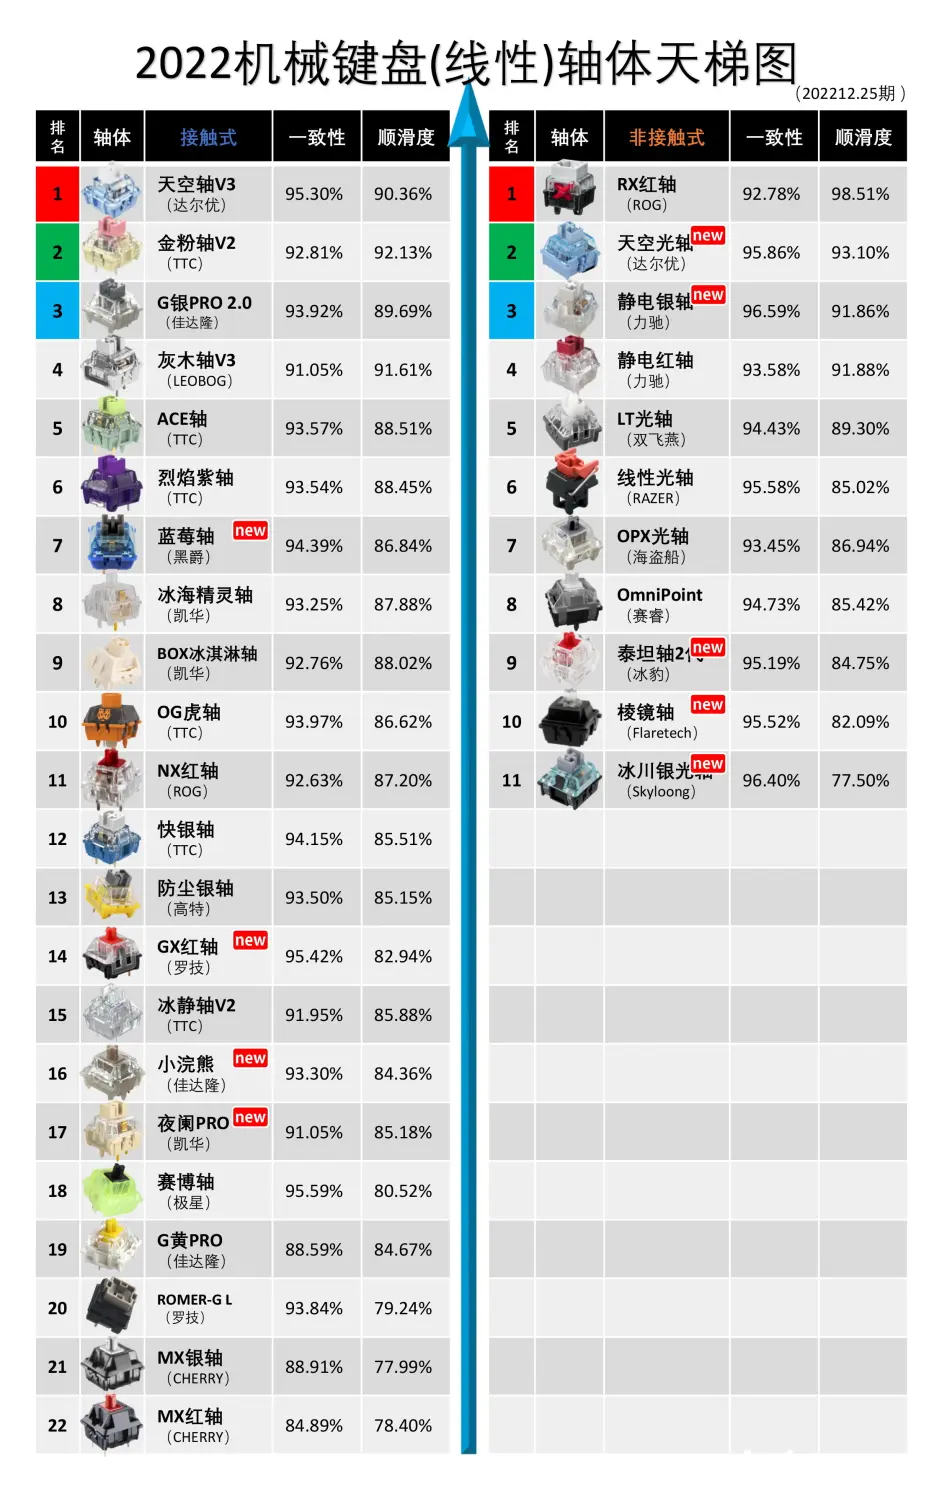 2022机械键盘(线性)轴体天梯图
(202212.25期 )
排名 轴体 接触式 一致性 顺滑度
1 天空轴V3 (达尔优) 95.30% 90.36%
2 金粉轴V2 (TTC) 92.81% 92.13%
3 G银PRO 2.0 (佳达隆) 93.92% 89.69%
4 灰木轴V3 (LEOBOG) 91.05% 91.61%
5 ACE轴 (TTC) 93.57% 88.51%
6 烈焰紫轴 (TTC) 93.54% 88.45%
7 蓝莓轴 new (黑爵) 94.39% 86.84%
8 冰海精灵轴 (凯华) 93.25% 87.88%
9 BOX冰淇淋轴 (凯华) 92.76% 88.02%
10 OG虎轴 (TTC) 93.97% 86.62%
11 NX红轴 (ROG) 92.63% 87.20%
12 快银轴 (TTC) 94.15% 85.51%
13 防尘银轴 (高特) 93.50% 85.15%
14 GX红轴 new (罗技) 95.42% 82.94%
15 冰静轴V2 (TTC) 91.95% 85.88%
16 小浣熊 new (佳达隆) 93.30% 84.36%
17 夜阑PRO new (凯华) 91.05% 85.18%
18 赛博轴 (极星) 95.59% 80.52%
19 G黄PRO (佳达隆) 88.59% 84.67%
20 ROMER-G L (罗技) 93.84% 79.24%
21 MX银轴 (CHERRY) 88.91% 77.99%
22 MX红轴 (CHERRY) 84.89% 78.40%
排名 轴体 非接触式 一致性 顺滑度
1 RX红轴 (ROG) 92.78% 98.51%
2 天空光轴 new (达尔优) 95.86% 93.10%
3 静电银轴 new (力驰) 96.59% 91.86%
4 静电红轴 (力驰) 93.58% 91.88%
5 LT光轴 (双飞燕) 94.43% 89.30%
6 线性光轴 (RAZER) 95.58% 85.02%
7 OPX光轴 (海盗船) 93.45% 86.94%
8 OmniPoint (赛睿) 94.73% 85.42%
9 泰坦轴2代 new (冰豹) 95.19% 84.75%
10 棱镜轴 new (Flaretech) 95.52% 82.09%
11 冰川银光轴 new (Skyloong) 96.40% 77.50%